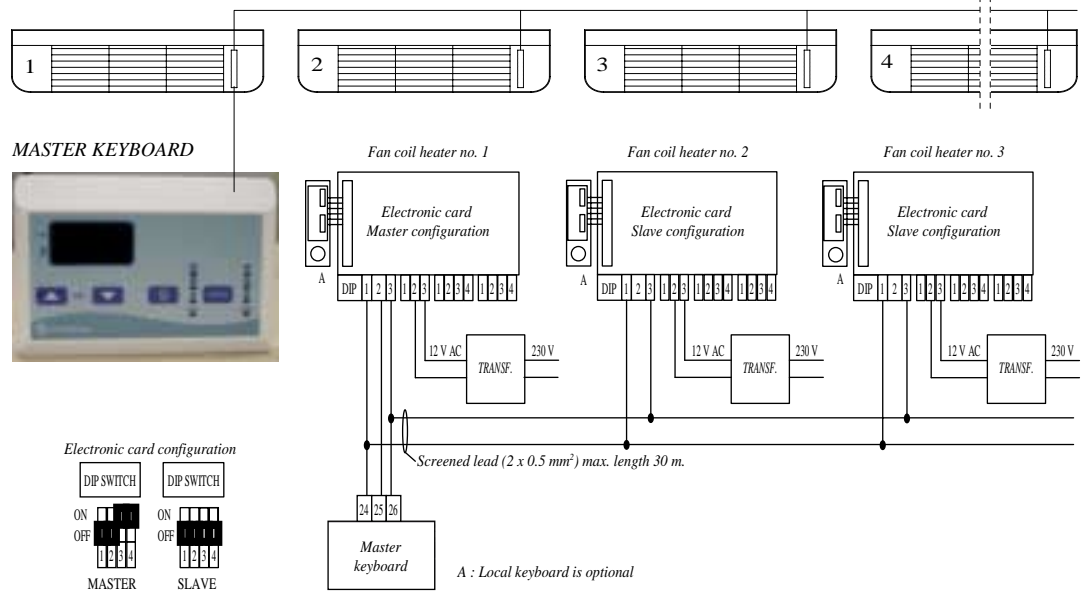 1
2
3
4
MASTER KEYBOARD
Fan coil heater no. 1
Fan coil heater no. 2
Fan coil heater no. 3
Electronic card
Master configuration
Electronic card
Slave configuration
Electronic card
Slave configuration
A
A
A
DIP 1 2 3 1 2 3 1 2 3 4 1 2 3 4
DIP 1 2 3 1 2 3 4 1 2 3 4
DIP 1 2 3 1 2 3 4 1 2 3 4
12 V AC
TRANSF.
230 V
12 V AC
TRANSF.
230 V
12 V AC
TRANSF.
230 V
Screened lead (2 x 0.5 mm²) max. length 30 m.
Electronic card configuration
DIP SWITCH
DIP SWITCH
ON
OFF
1 2 3 4
MASTER
ON
OFF
1 2 3 4
SLAVE
24 25 26
Master
keyboard
A : Local keyboard is optional